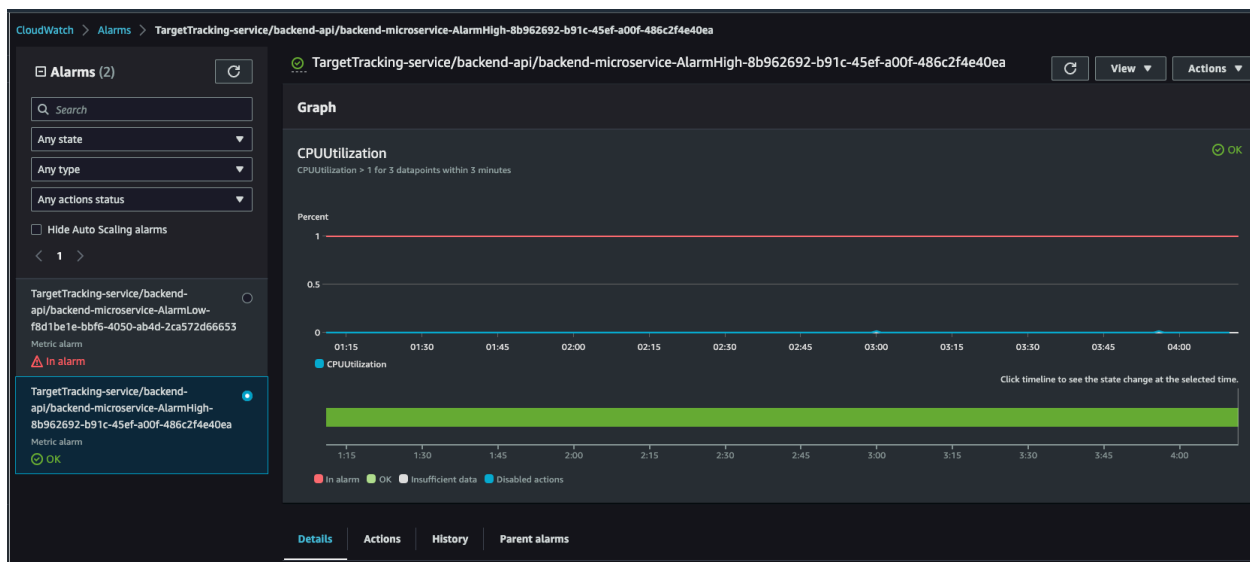 CloudWatch > Alarms > TargetTracking-service/backend-api/backend-microservice-AlarmHigh-8b962692-b91c-45ef-a00f-486c2f4e40ea
Alarms (2)
Search
Any state
Any type
Any actions status
Hide Auto Scaling alarms
< 1 >
TargetTracking-service/backend-
api/backend-microservice-AlarmLow-
f8d1be1e-bbf6-4050-ab4d-2ca572d66653
Metric alarm
In alarm
TargetTracking-service/backend-
api/backend-microservice-AlarmHigh-
8b962692-b91c-45ef-a00f-486c2f4e40ea
Metric alarm
OK
TargetTracking-service/backend-api/backend-microservice-AlarmHigh-8b962692-b91c-45ef-a00f-486c2f4e40ea
View Actions
Graph
CPUUtilization
OK
CPUUtilization > 1 for 3 datapoints within 3 minutes
Percent
1
0.5
0
01:15 01:30 01:45 02:00 02:15 02:30 02:45 03:00 03:15 03:30 03:45 04:00
CPUUtilization
Click timeline to see the state change at the selected time.
1:15 1:30 1:45 2:00 2:15 2:30 2:45 3:00 3:15 3:30 3:45 4:00
In alarm OK Insufficient data Disabled actions
Details Actions History Parent alarms